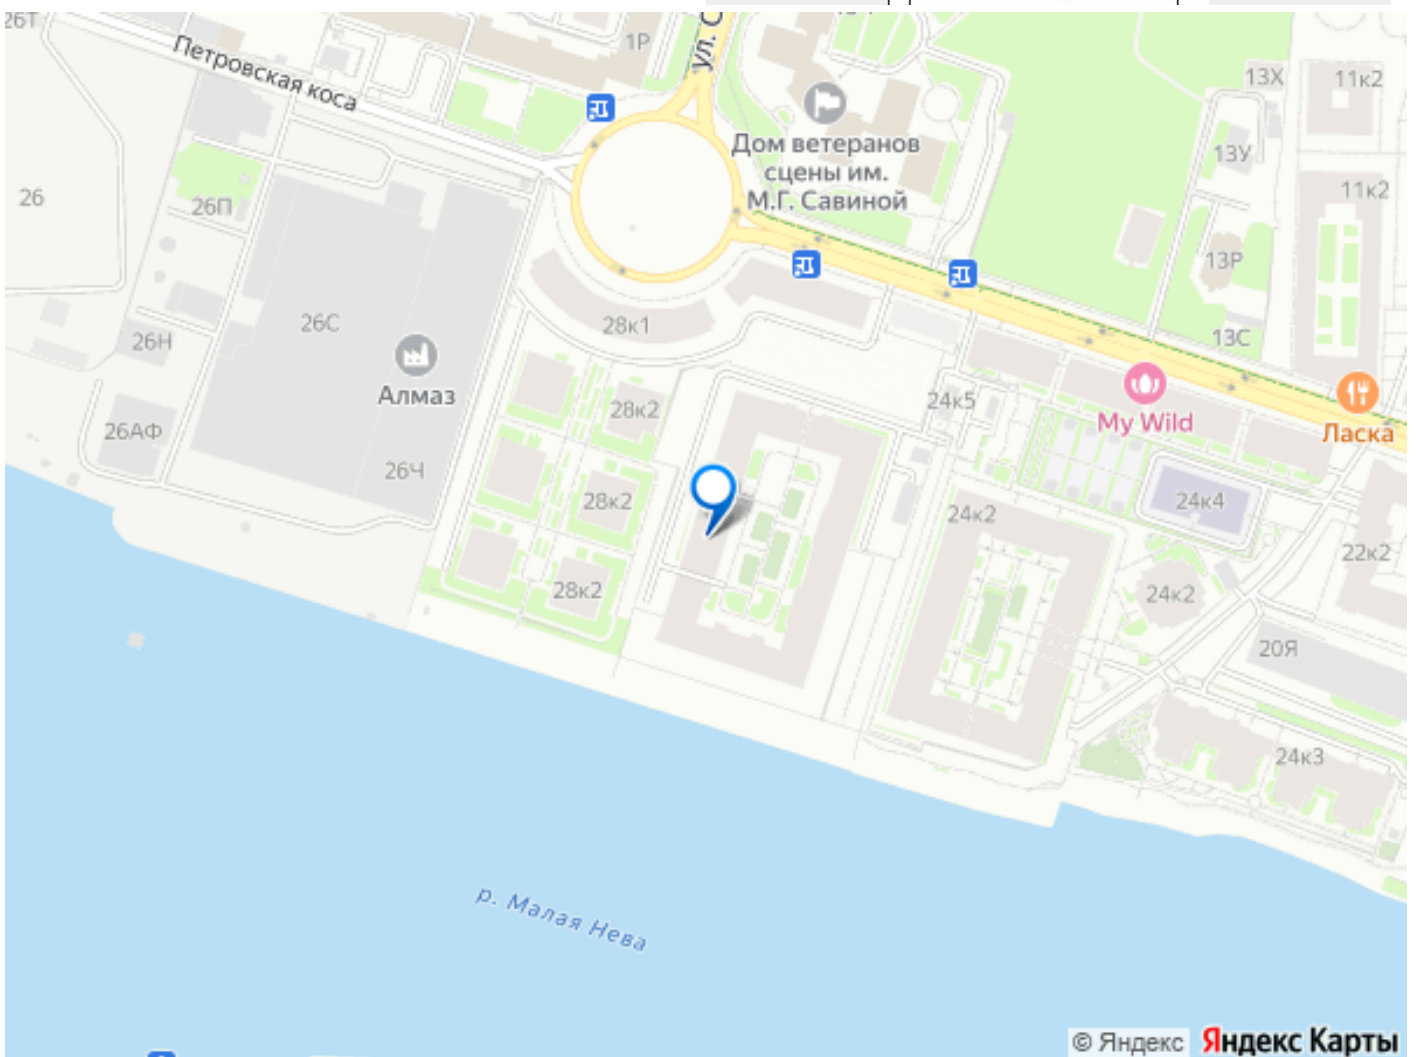 26Т
Петровская коса
1Р
ул. С
13Х
11к2
Дом ветеранов
сцены им.
М.Г. Савиной
13У
11к2
26
26П
13Р
26С
28к1
26Н
13С
Алмаз
28к2
24к5
My Wild
Ласка
26АФ
26Ч
28к2
24к2
24к4
22к2
28к2
24к2
20Я
24к3
р. Малая Нева
© Яндекс
Яндекс Карты